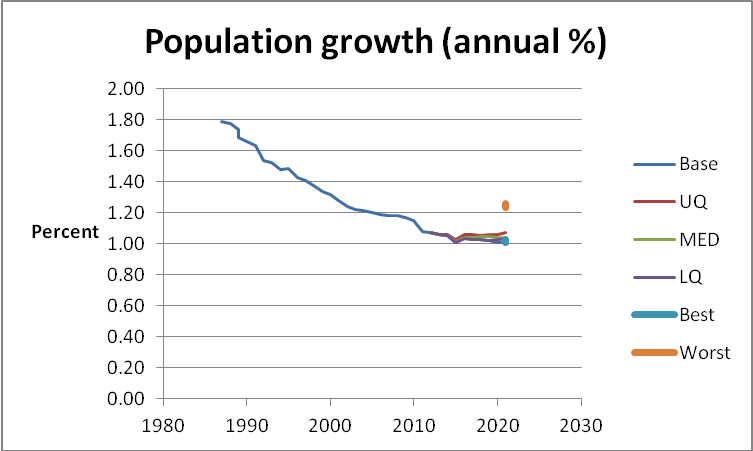 Population growth (annual %)
2.00
1.80
1.60
1.40
1.20
1.00
0.80
0.60
0.40
0.20
0.00
Percent
1980 1990 2000 2010 2020 2030
Base
UQ
MED
LQ
Best
Worst